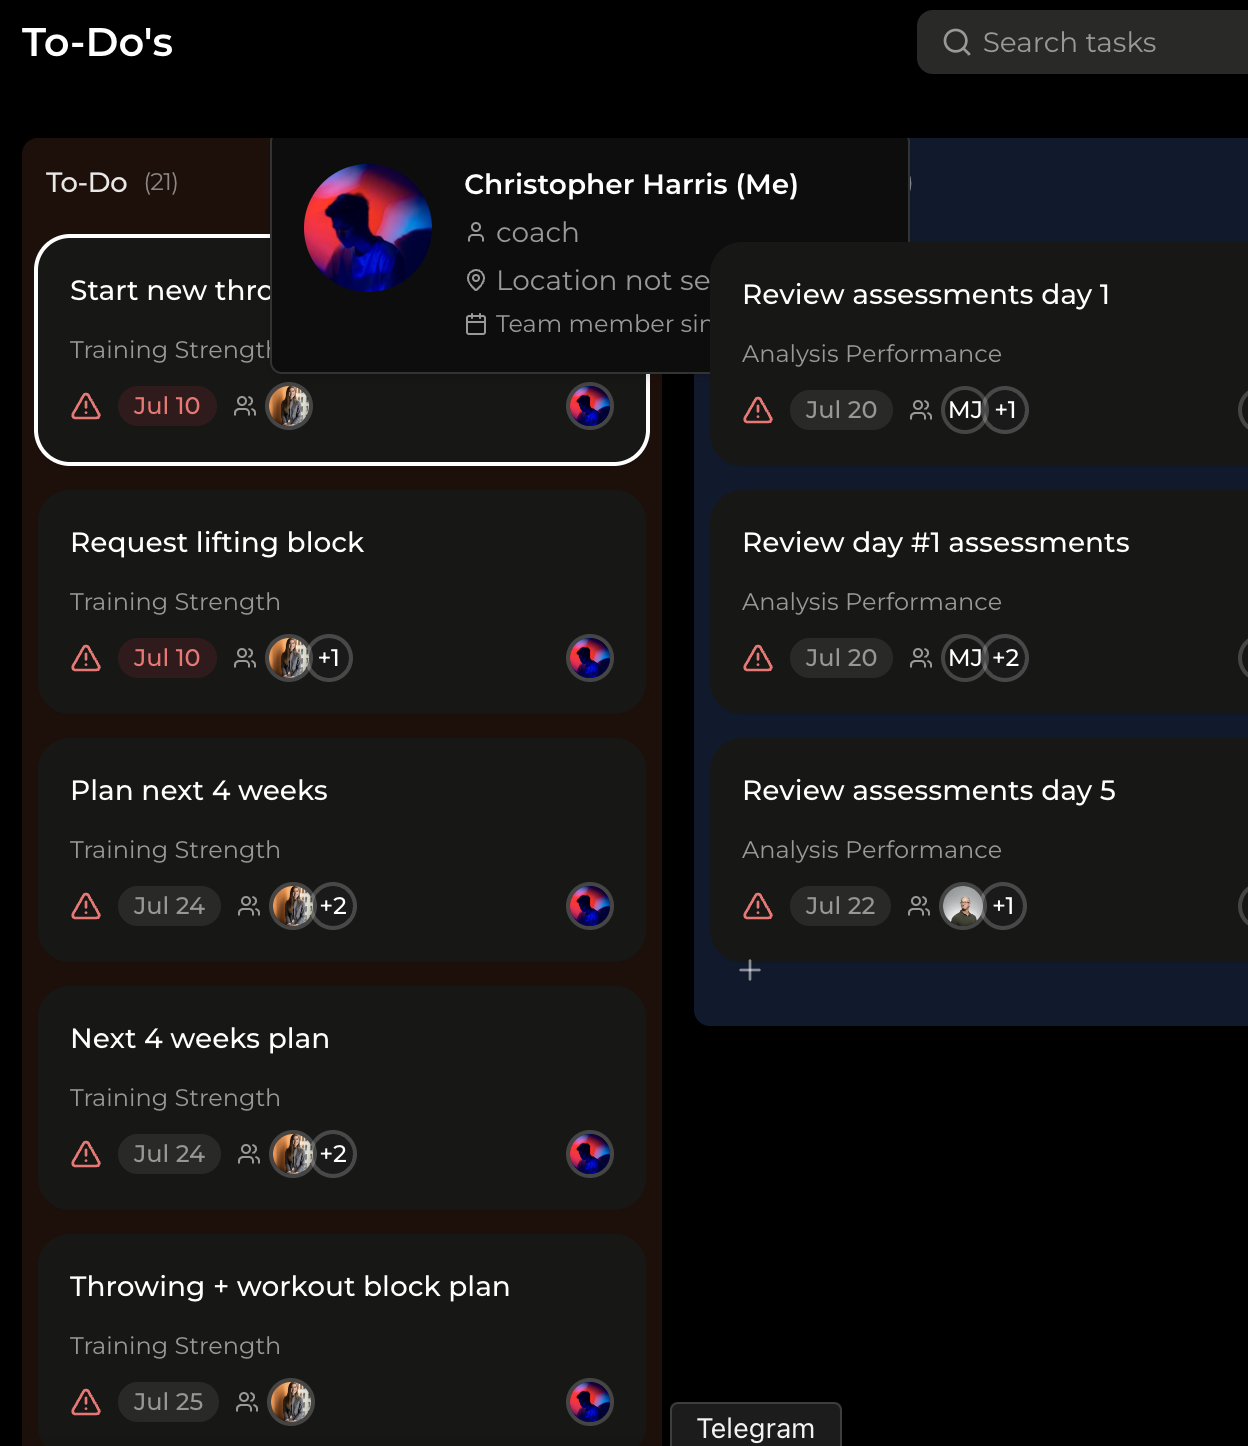 To-Do's
Search tasks
To-Do (21)
Christopher Harris (Me)
coach
Location not se
Team member sin
Start new thro
Training Strength
Jul 10
Request lifting block
Training Strength
Jul 10
+1
Plan next 4 weeks
Training Strength
Jul 24
+2
Next 4 weeks plan
Training Strength
Jul 24
+2
Throwing + workout block plan
Training Strength
Jul 25
Review assessments day 1
Analysis Performance
Jul 20
MJ +1
Review day #1 assessments
Analysis Performance
Jul 20
MJ +2
Review assessments day 5
Analysis Performance
Jul 22
+1
Telegram